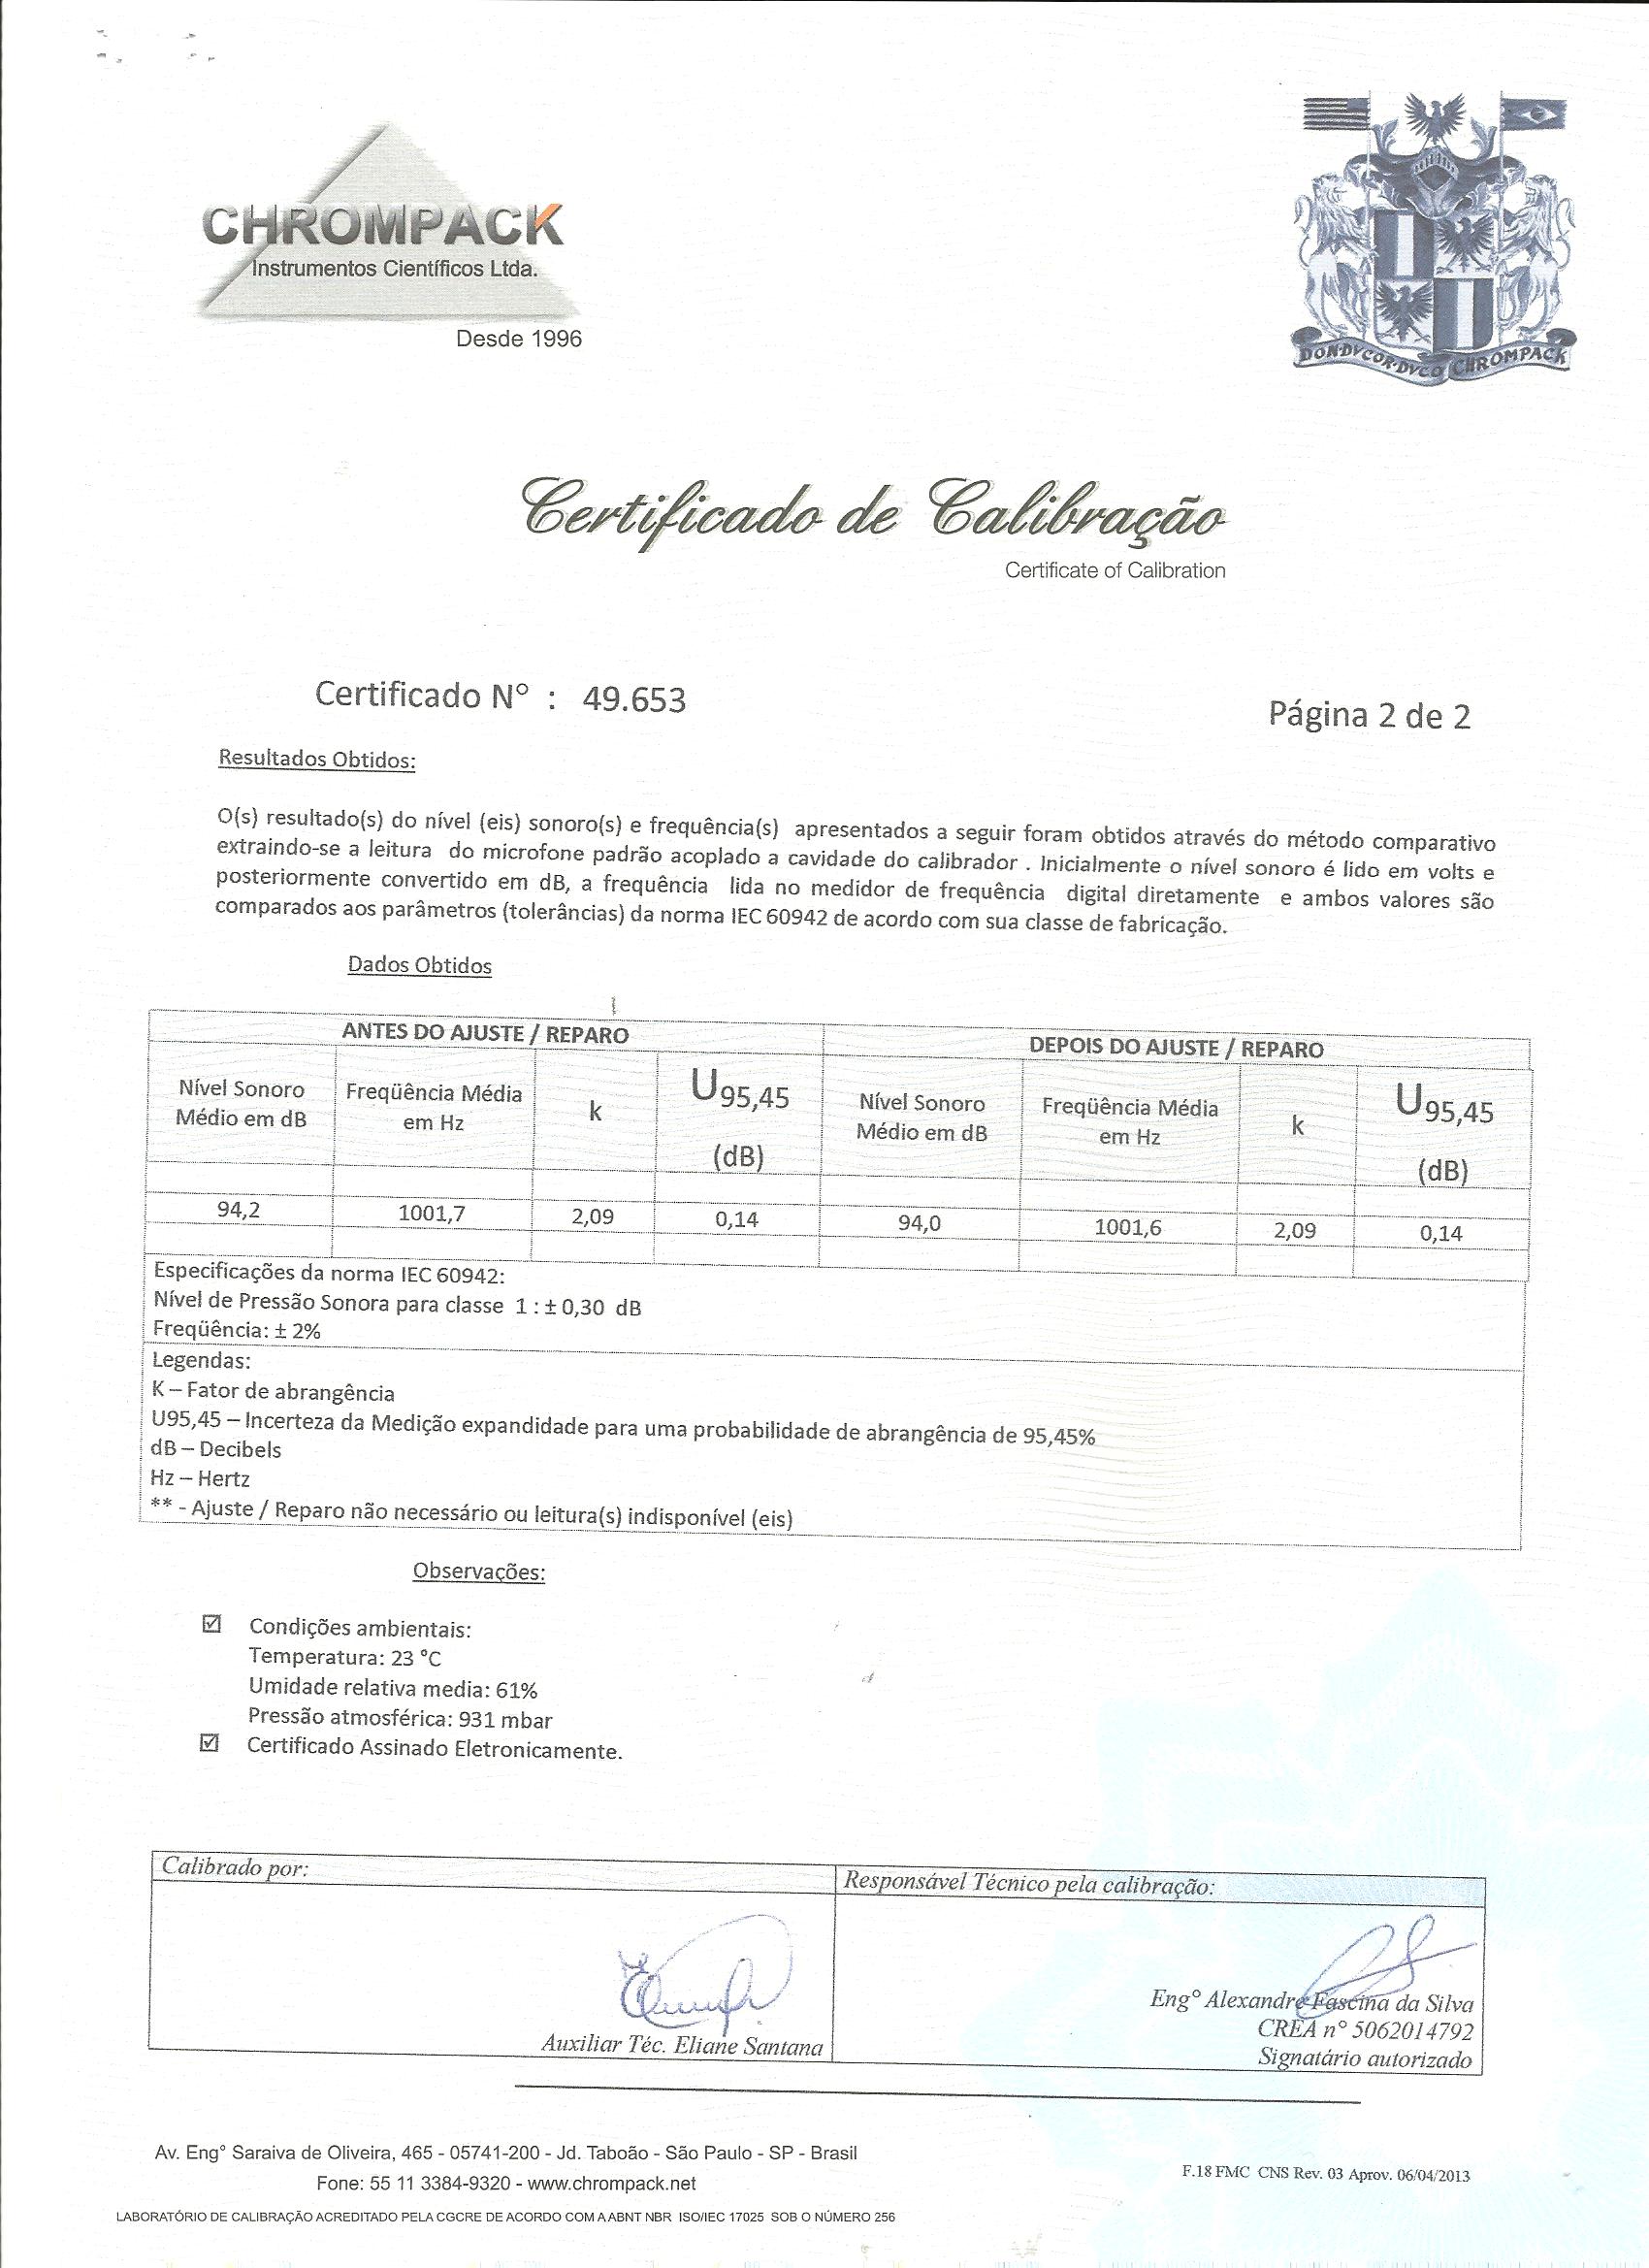 CHROMPACK
Instrumentos Científicos Ltda.
Desde 1996
DON·DVCOR·DVCO CHROMPACK
Certificado de Calibração
Certificate of Calibration
Certificado N° : 49.653
Página 2 de 2
Resultados Obtidos:
O(s) resultado(s) do nível (eis) sonoro(s) e frequência(s) apresentados a seguir foram obtidos através do método comparativo
extraindo-se a leitura do microfone padrão acoplado a cavidade do calibrador . Inicialmente o nível sonoro é lido em volts e
posteriormente convertido em dB, a frequência lida no medidor de frequência digital diretamente e ambos valores são
comparados aos parâmetros (tolerâncias) da norma IEC 60942 de acordo com sua classe de fabricação.
Dados Obtidos
ANTES DO AJUSTE / REPARO DEPOIS DO AJUSTE / REPARO
Nível Sonoro Médio em dB Freqüência Média em Hz k U95,45 (dB) Nível Sonoro Médio em dB Freqüência Média em Hz k U95,45 (dB)
94,2 1001,7 2,09 0,14 94,0 1001,6 2,09 0,14
Especificações da norma IEC 60942:
Nível de Pressão Sonora para classe 1 : ± 0,30 dB
Freqüência: ± 2%
Legendas:
K – Fator de abrangência
U95,45 – Incerteza da Medição expandidade para uma probabilidade de abrangência de 95,45%
dB – Decibels
Hz – Hertz
** - Ajuste / Reparo não necessário ou leitura(s) indisponível (eis)
Observações:
☑ Condições ambientais:
Temperatura: 23 °C
Umidade relativa media: 61%
Pressão atmosférica: 931 mbar
☑ Certificado Assinado Eletronicamente.
Calibrado por:
Responsável Técnico pela calibração:
Auxiliar Téc. Eliane Santana
Eng° Alexandre Fascina da Silva
CREA n° 5062014792
Signatário autorizado
Av. Eng° Saraiva de Oliveira, 465 - 05741-200 - Jd. Taboão - São Paulo - SP - Brasil
Fone: 55 11 3384-9320 - www.chrompack.net
F.18 FMC CNS Rev. 03 Aprov. 06/04/2013
LABORATÓRIO DE CALIBRAÇÃO ACREDITADO PELA CGCRE DE ACORDO COM A ABNT NBR ISO/IEC 17025 SOB O NÚMERO 256